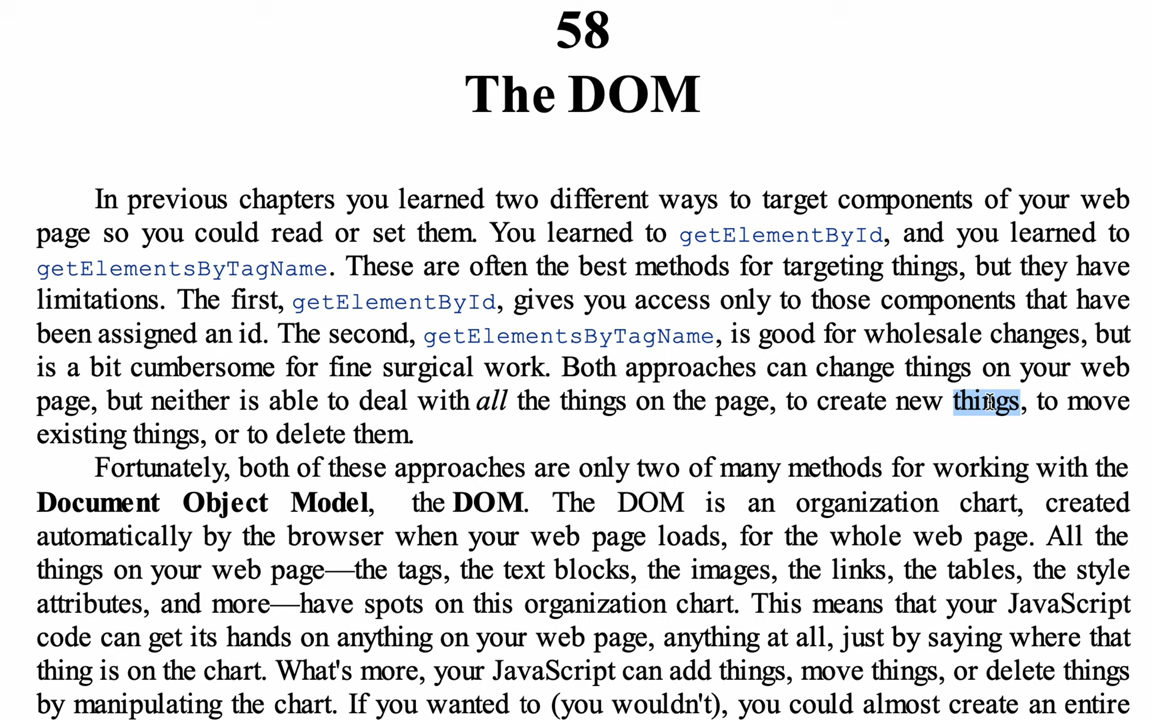 58
The DOM
In previous chapters you learned two different ways to target components of your web
page so you could read or set them. You learned to getElementById, and you learned to
getElementsByTagName. These are often the best methods for targeting things, but they have
limitations. The first, getElementById, gives you access only to those components that have
been assigned an id. The second, getElementsByTagName, is good for wholesale changes, but
is a bit cumbersome for fine surgical work. Both approaches can change things on your web
page, but neither is able to deal with all the things on the page, to create new things, to move
existing things, or to delete them.
Fortunately, both of these approaches are only two of many methods for working with the
Document Object Model, the DOM. The DOM is an organization chart, created
automatically by the browser when your web page loads, for the whole web page. All the
things on your web page—the tags, the text blocks, the images, the links, the tables, the style
attributes, and more—have spots on this organization chart. This means that your JavaScript
code can get its hands on anything on your web page, anything at all, just by saying where that
thing is on the chart. What's more, your JavaScript can add things, move things, or delete things
by manipulating the chart. If you wanted to (you wouldn't), you could almost create an entire